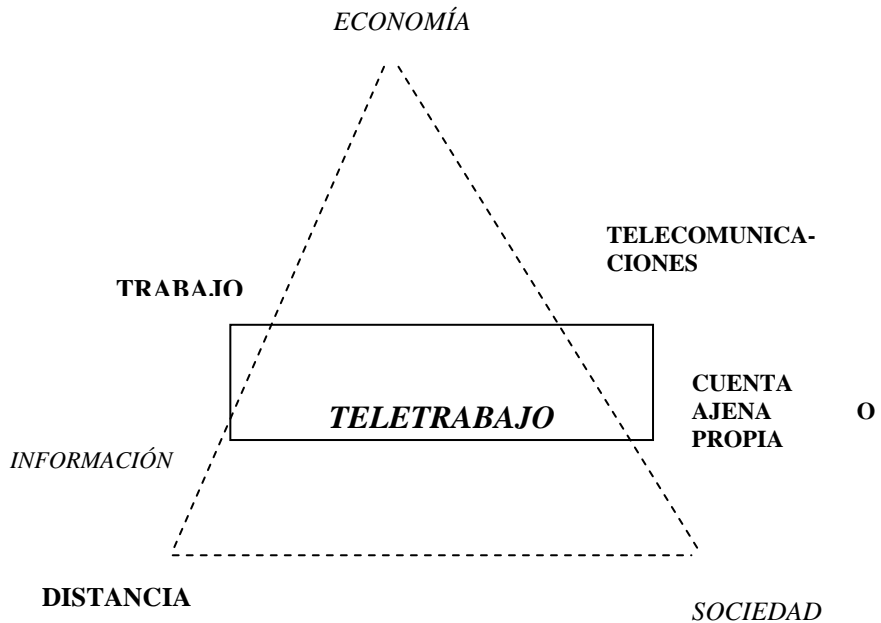 ECONOMÍA
TELECOMUNICA-
CIONES
TRABAJO
CUENTA
AJENA O
PROPIA
TELETRABAJO
INFORMACIÓN
DISTANCIA
SOCIEDAD